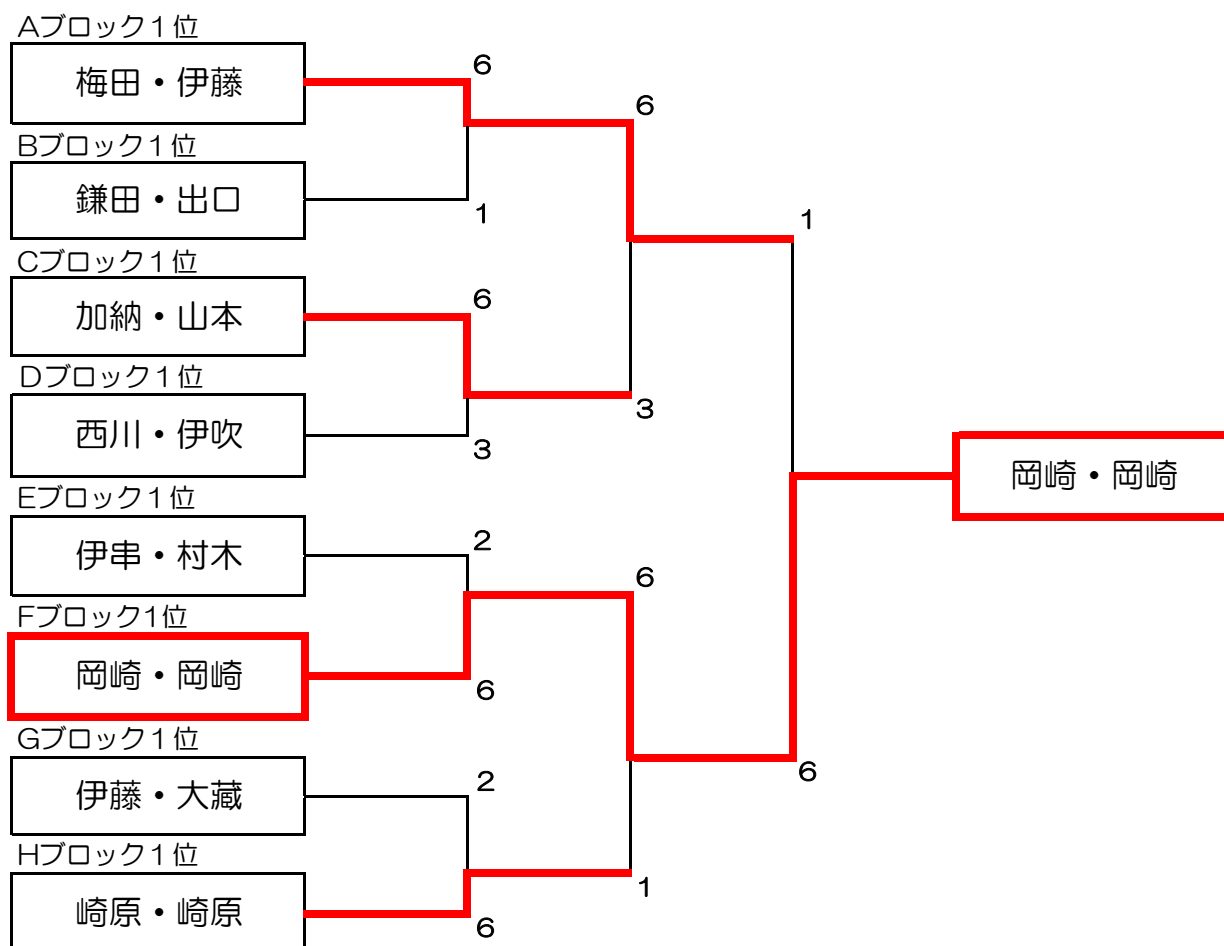 Aブロック１位
梅田・伊藤
6
6
Bブロック１位
鎌田・出口
1
1
Cブロック１位
加納・山本
6
Dブロック１位
西川・伊吹
3
3
岡崎・岡崎
Eブロック１位
伊串・村木
2
6
Fブロック1位
岡崎・岡崎
6
Gブロック１位
伊藤・大蔵
2
6
Hブロック１位
崎原・崎原
1
6